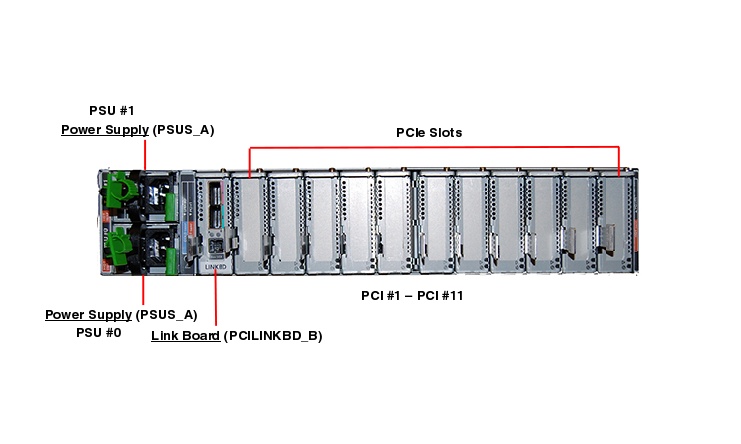 PSU #1
Power Supply (PSUS_A)
PCIe Slots
LINKBD
PCI #1 – PCI #11
Power Supply (PSUS_A)
PSU #0
Link Board (PCILINKBD_B)